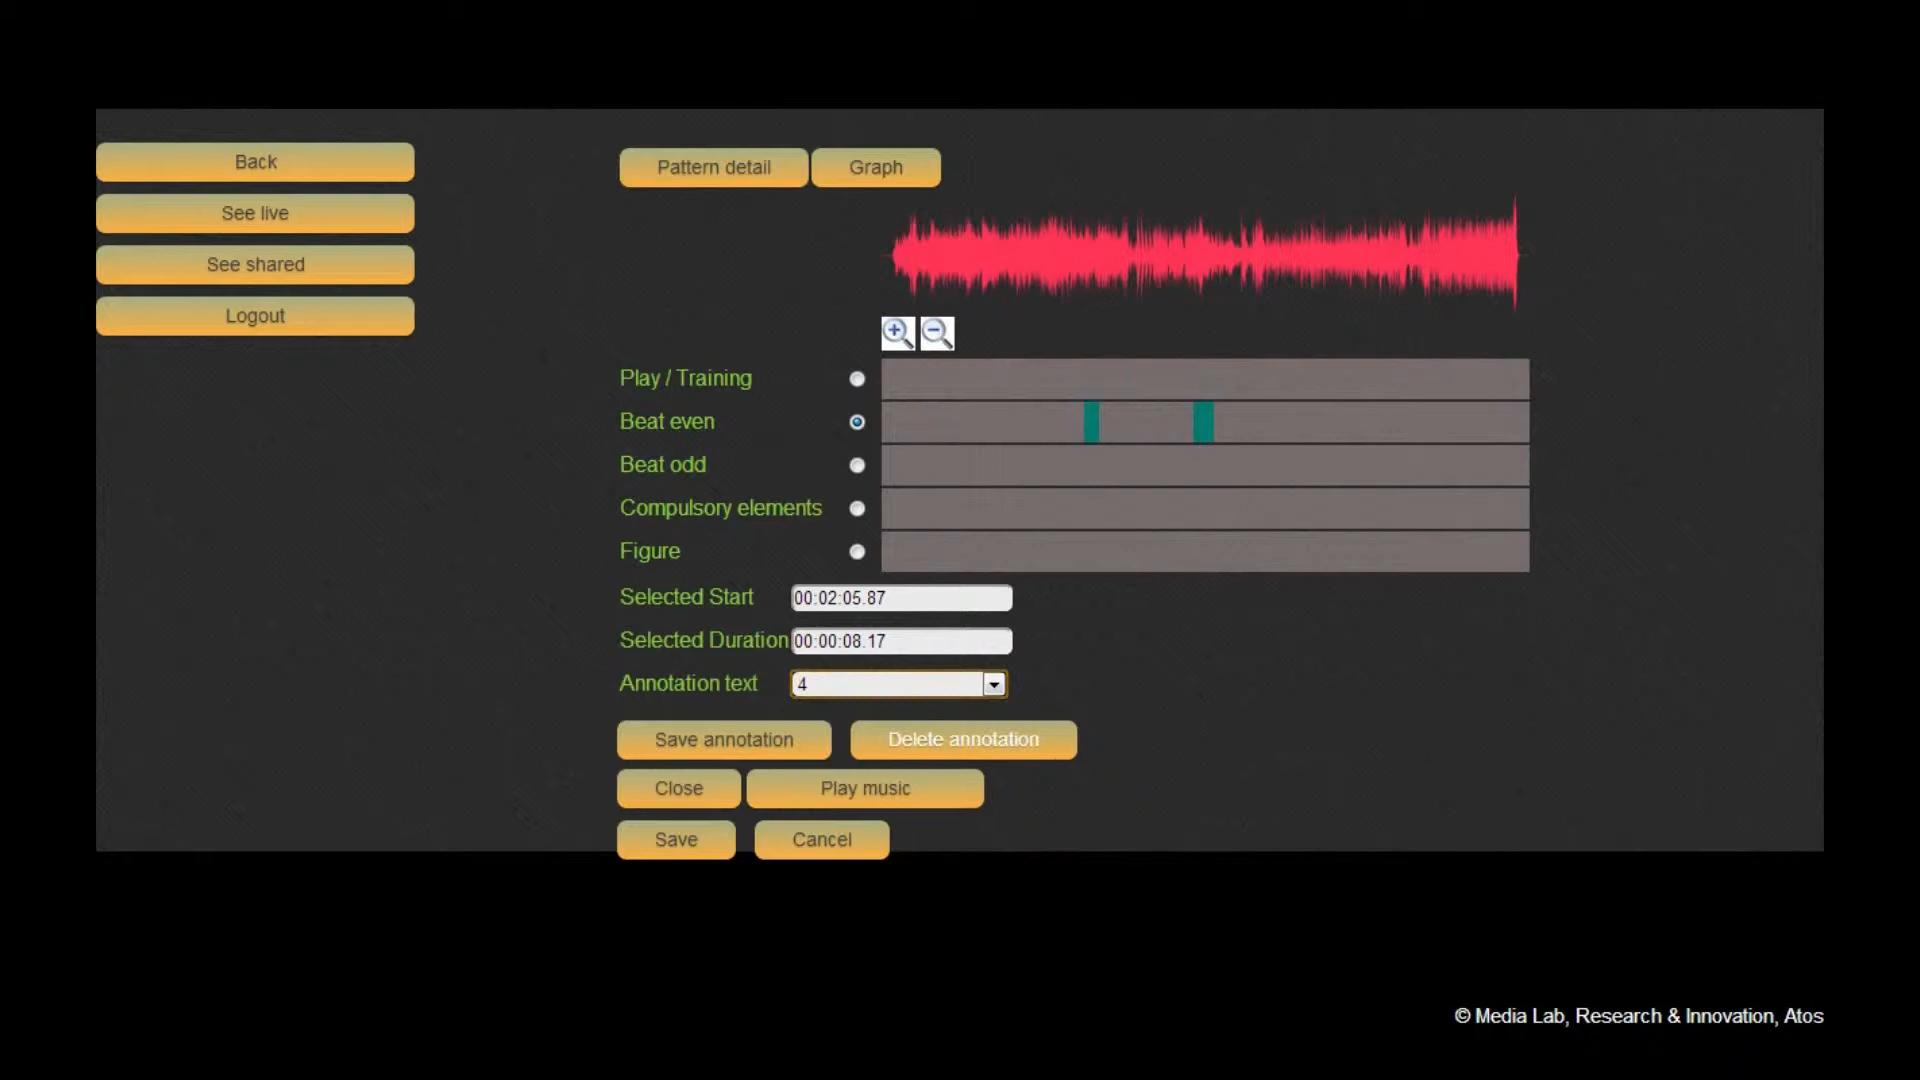 Back
See live
See shared
Logout
Pattern detail Graph
Play / Training
Beat even
Beat odd
Compulsory elements
Figure
Selected Start 00:02:05.87
Selected Duration 00:00:08.17
Annotation text 4
Save annotation Delete annotation
Close Play music
Save Cancel
© Media Lab, Research & Innovation, Atos